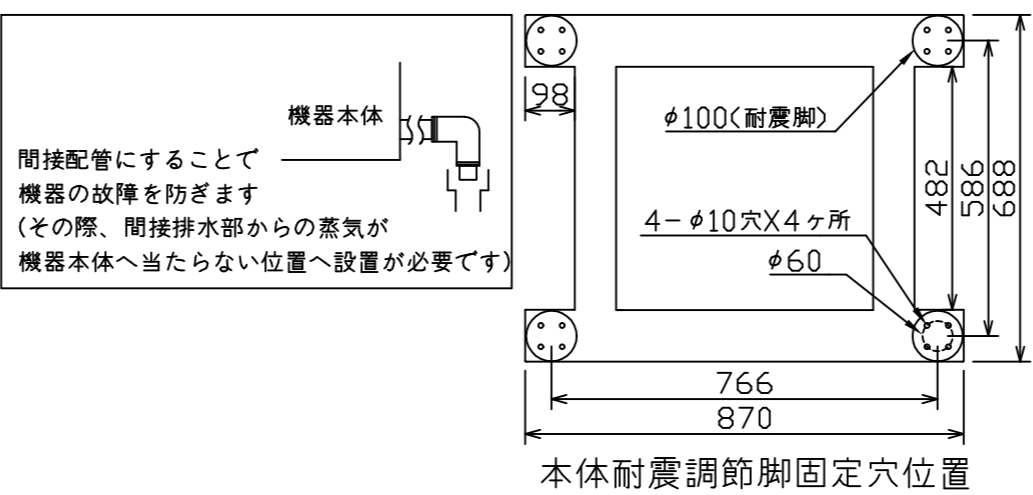 機器本体
間接配管にすることで
機器の故障を防ぎます
(その際、間接排水部からの蒸気が
機器本体へ当たらない位置へ設置が必要です)
98
φ100(耐震脚)
482
586
688
4-φ10穴X4ヶ所
φ60
766
870
本体耐震調節脚固定穴位置